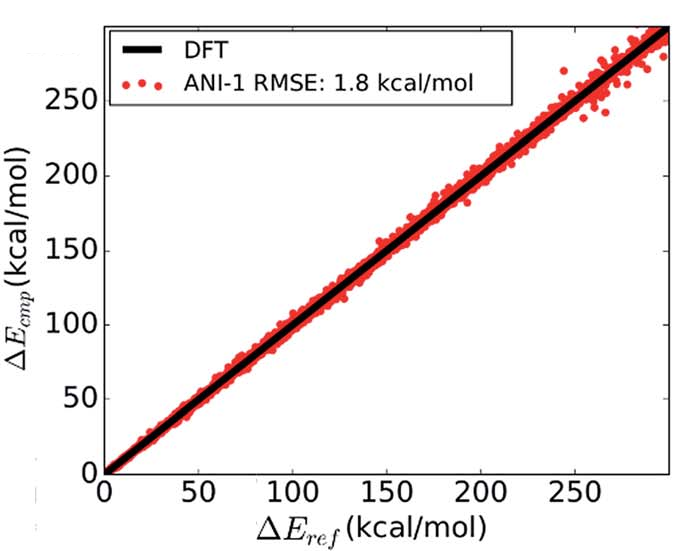 DFT
ANI-1 RMSE: 1.8 kcal/mol
ΔE_cmp (kcal/mol)
250
200
150
100
50
0
0 50 100 150 200 250
ΔE_ref (kcal/mol)